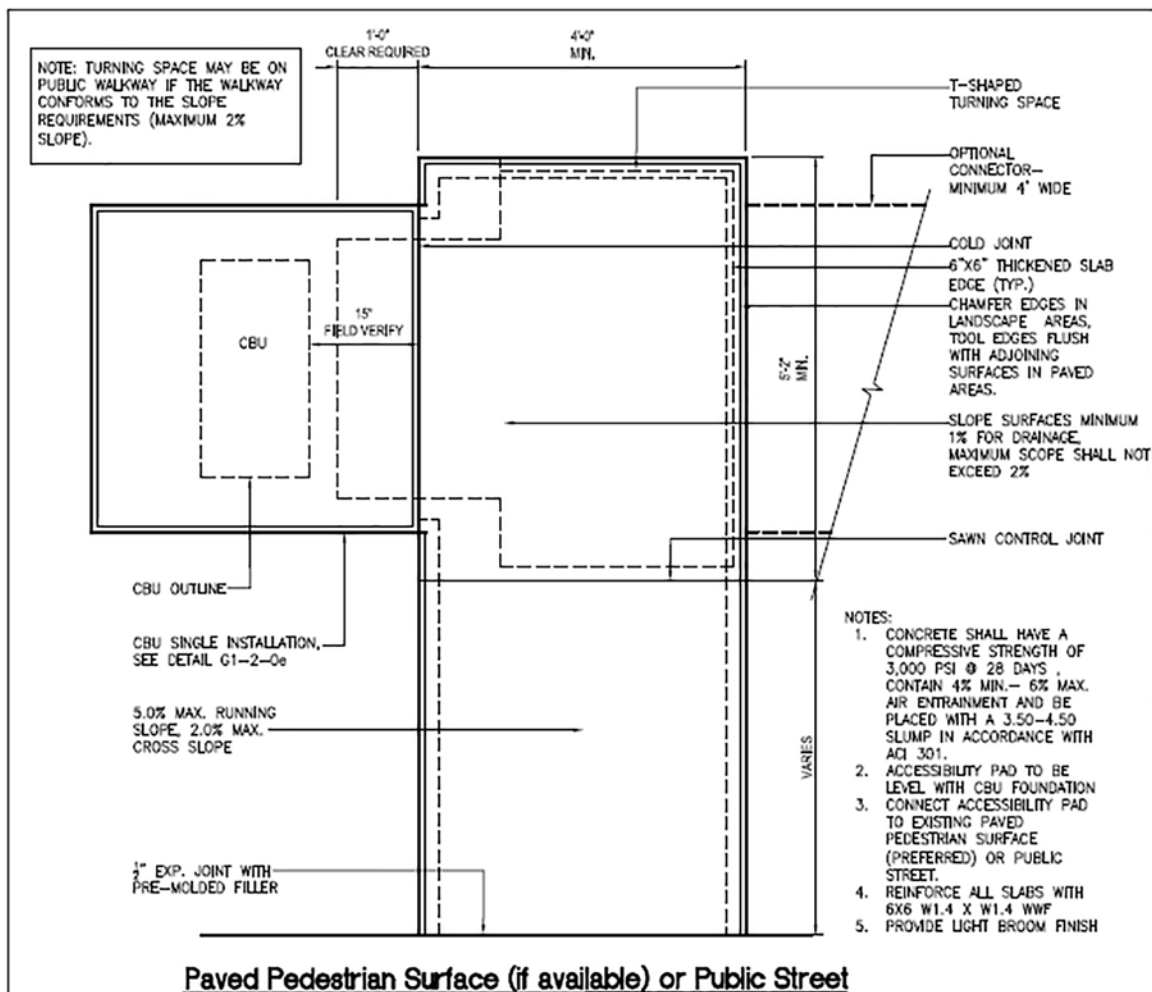 1'-0"
CLEAR REQUIRED
4'-0"
MIN.
NOTE: TURNING SPACE MAY BE ON
PUBLIC WALKWAY IF THE WALKWAY
CONFORMS TO THE SLOPE
REQUIREMENTS (MAXIMUM 2%
SLOPE).
T-SHAPED
TURNING SPACE
OPTIONAL
CONNECTOR-
MINIMUM 4' WIDE
COLD JOINT
6"X6" THICKENED SLAB
EDGE (TYP.)
CHAMFER EDGES IN
LANDSCAPE AREAS,
TOOL EDGES FLUSH
WITH ADJOINING
SURFACES IN PAVED
AREAS.
15"
FIELD VERIFY
CBU
5'-2"
MIN.
SLOPE SURFACES MINIMUM
1% FOR DRAINAGE,
MAXIMUM SCOPE SHALL NOT
EXCEED 2%
SAWN CONTROL JOINT
CBU OUTLINE
CBU SINGLE INSTALLATION,
SEE DETAIL G1-2-0e
5.0% MAX. RUNNING
SLOPE, 2.0% MAX.
CROSS SLOPE
VARIES
½" EXP. JOINT WITH
PRE-MOLDED FILLER
NOTES:
1. CONCRETE SHALL HAVE A
COMPRESSIVE STRENGTH OF
3,000 PSI @ 28 DAYS ,
CONTAIN 4% MIN.- 6% MAX.
AIR ENTRAINMENT AND BE
PLACED WITH A 3.50-4.50
SLUMP IN ACCORDANCE WITH
ACI 301.
2. ACCESSIBILITY PAD TO BE
LEVEL WITH CBU FOUNDATION
3. CONNECT ACCESSIBILITY PAD
TO EXISTING PAVED
PEDESTRIAN SURFACE
(PREFERRED) OR PUBLIC
STREET.
4. REINFORCE ALL SLABS WITH
6X6 W1.4 X W1.4 WWF
5. PROVIDE LIGHT BROOM FINISH
Paved Pedestrian Surface (if available) or Public Street